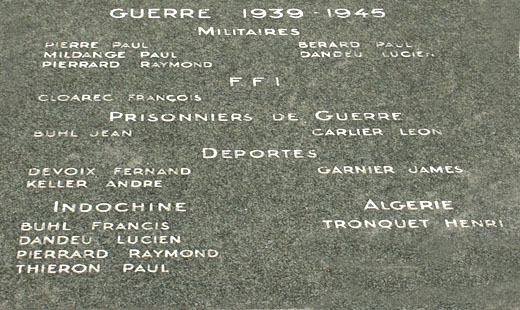 GUERRE 1939-1945
MILITAIRES
PIERRE PAUL BERARD PAUL
MILDANGE PAUL DANDEU LUCIEN
PIERRARD RAYMOND
FFI
CLOAREC FRANÇOIS
PRISONNIERS DE GUERRE
BUHL JEAN CARLIER LEON
DEPORTES
DEVOIX FERNAND GARNIER JAMES
KELLER ANDRE
INDOCHINE ALGERIE
BUHL FRANCIS TRONQUET HENRI
DANDEU LUCIEN
PIERRARD RAYMOND
THIERON PAUL